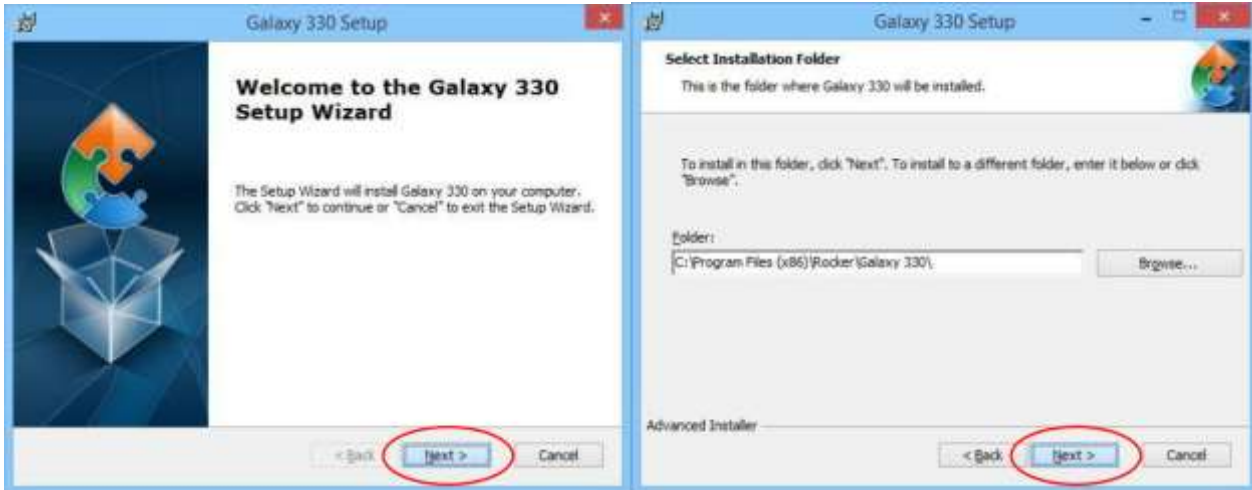 Galaxy 330 Setup
Welcome to the Galaxy 330
Setup Wizard
The Setup Wizard will install Galaxy 330 on your computer.
Click "Next" to continue or "Cancel" to exit the Setup Wizard.
< Back
Next >
Cancel
Galaxy 330 Setup
Select Installation Folder
This is the folder where Galaxy 330 will be installed.
To install in this folder, click "Next". To install to a different folder, enter it below or click
"Browse".
Folder:
C:\Program Files (x86)\Rocker\Galaxy 330\
Browse...
Advanced Installer
< Back
Next >
Cancel